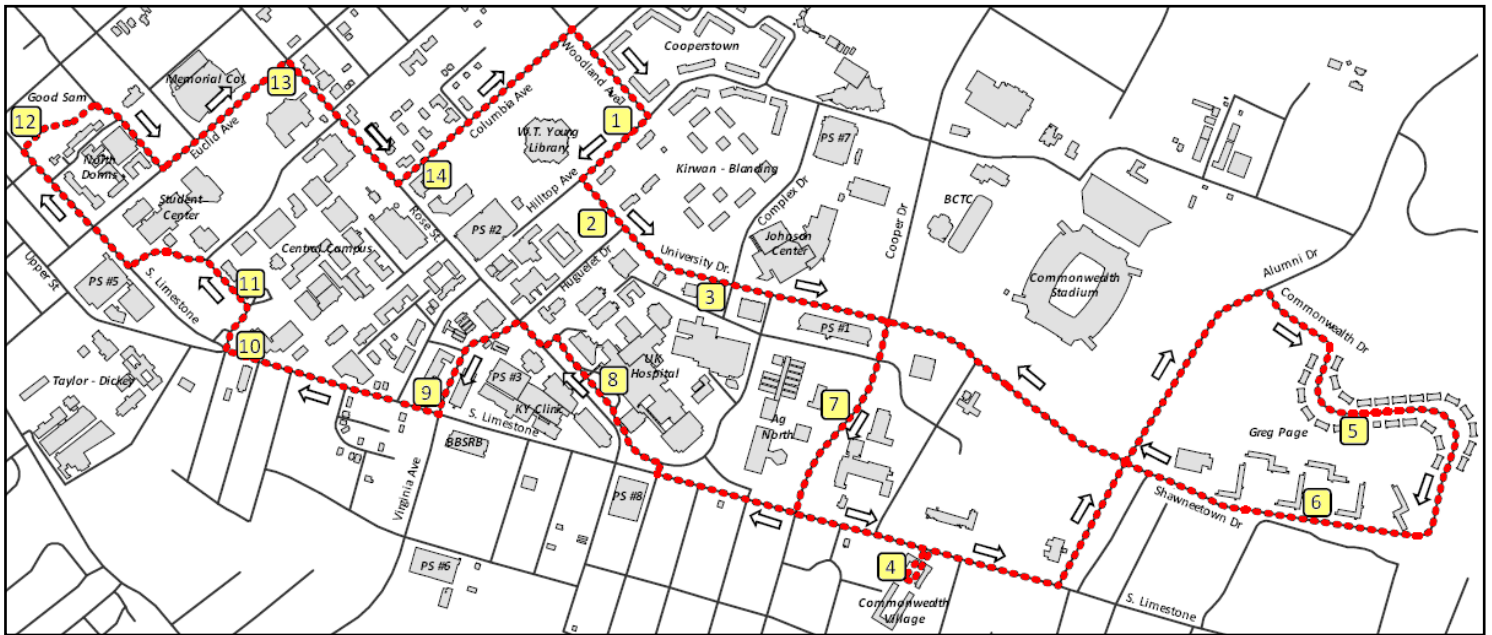 Cooperstown
Woodland Ave
Memorial Col.
13
Good Sam
12
Euclid Ave
Columbia Ave
1
W.T. Young
Library
PS #7
North
Dorms
14
Kirwan - Blanding
Hilltop Ave
Student
Center
Rose St.
PS #2
2
Complex Dr
Cooper Dr
BCTC
Central Campus
Huguelet Dr
University Dr.
Johnson
Center
Upper St
PS #5
S. Limestone
11
3
Commonwealth
Stadium
Alumni Dr
Commonwealth Dr
PS #1
10
Taylor - Dickey
9
PS #3
8
UK
Hospital
KY Clinic
S. Limestone
7
Ag
North
5
Greg Page
BBSRB
Virginia Ave
PS #8
6
Shawneetown Dr
PS #6
4
Commonwealth
Village
S. Limestone